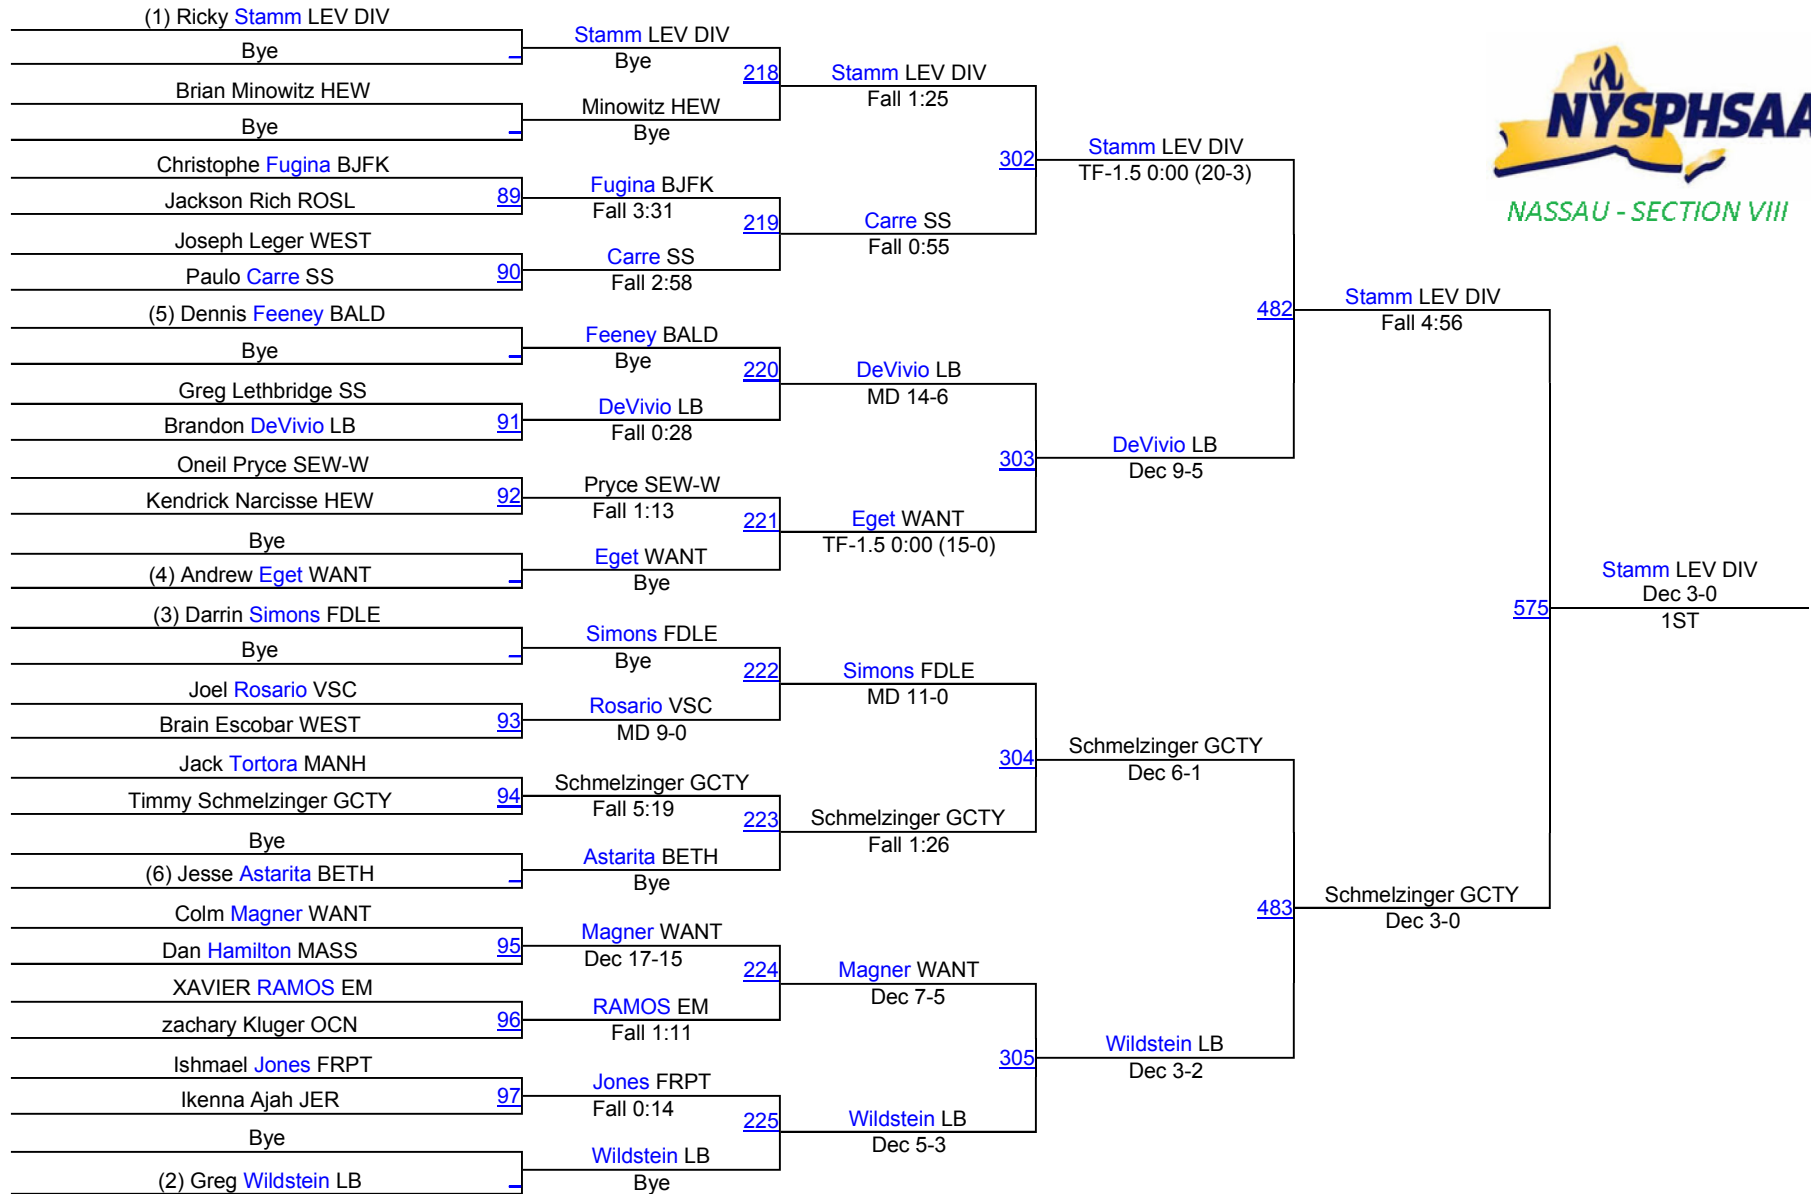 (1) Ricky Stamm LEV DIV
Bye
Brian Minowitz HEW
Bye
Christophe Fugina BJFK
Jackson Rich ROSL
89
Joseph Leger WEST
Paulo Carre SS
90
(5) Dennis Feeney BALD
Bye
Greg Lethbridge SS
Brandon DeVivio LB
91
Oneil Pryce SEW-W
Kendrick Narcisse HEW
92
Bye
(4) Andrew Eget WANT
(3) Darrin Simons FDLE
Bye
Joel Rosario VSC
Brain Escobar WEST
93
Jack Tortora MANH
Timmy Schmelzinger GCTY
94
Bye
(6) Jesse Astarita BETH
Colm Magner WANT
Dan Hamilton MASS
95
XAVIER RAMOS EM
zachary Kluger OCN
96
Ishmael Jones FRPT
Ikenna Ajah JER
97
Bye
(2) Greg Wildstein LB
Stamm LEV DIV
Bye
218
Minowitz HEW
Bye
Fugina BJFK
Fall 3:31
219
Carre SS
Fall 2:58
Feeney BALD
Bye
220
DeVivio LB
Fall 0:28
Pryce SEW-W
Fall 1:13
221
Eget WANT
Bye
Simons FDLE
Bye
222
Rosario VSC
MD 9-0
Schmelzinger GCTY
Fall 5:19
223
Astarita BETH
Bye
Magner WANT
Dec 17-15
224
RAMOS EM
Fall 1:11
Jones FRPT
Fall 0:14
225
Wildstein LB
Bye
Stamm LEV DIV
Fall 1:25
302
Carre SS
Fall 0:55
DeVivio LB
MD 14-6
303
Eget WANT
TF-1.5 0:00 (15-0)
Simons FDLE
MD 11-0
304
Schmelzinger GCTY
Fall 1:26
Magner WANT
Dec 7-5
305
Wildstein LB
Dec 5-3
Stamm LEV DIV
TF-1.5 0:00 (20-3)
482
DeVivio LB
Dec 9-5
Schmelzinger GCTY
Dec 6-1
483
Wildstein LB
Dec 3-2
Stamm LEV DIV
Fall 4:56
575
Schmelzinger GCTY
Dec 3-0
Stamm LEV DIV
Dec 3-0
1ST
NYSPHSAA
NASSAU - SECTION VIII